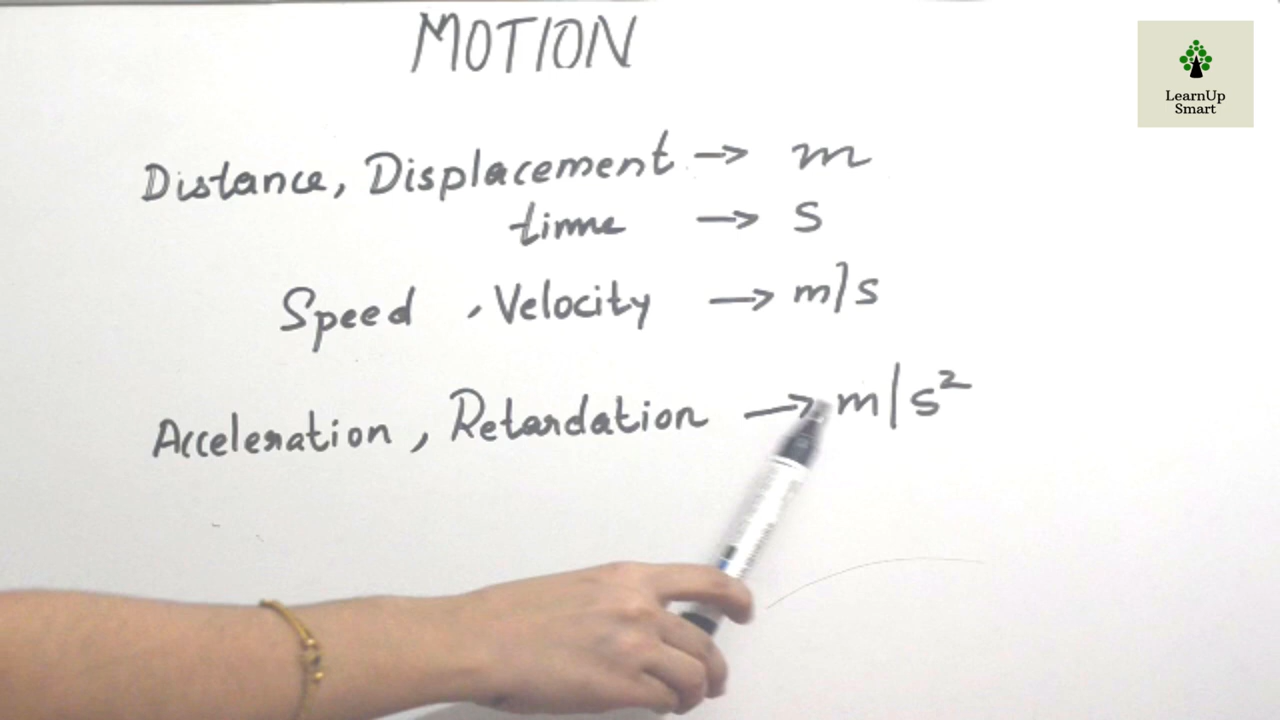 MOTION
LearnUp
Smart
Distance, Displacement → m
time → s
Speed , Velocity → m/s
Acceleration , Retardation → m/s²